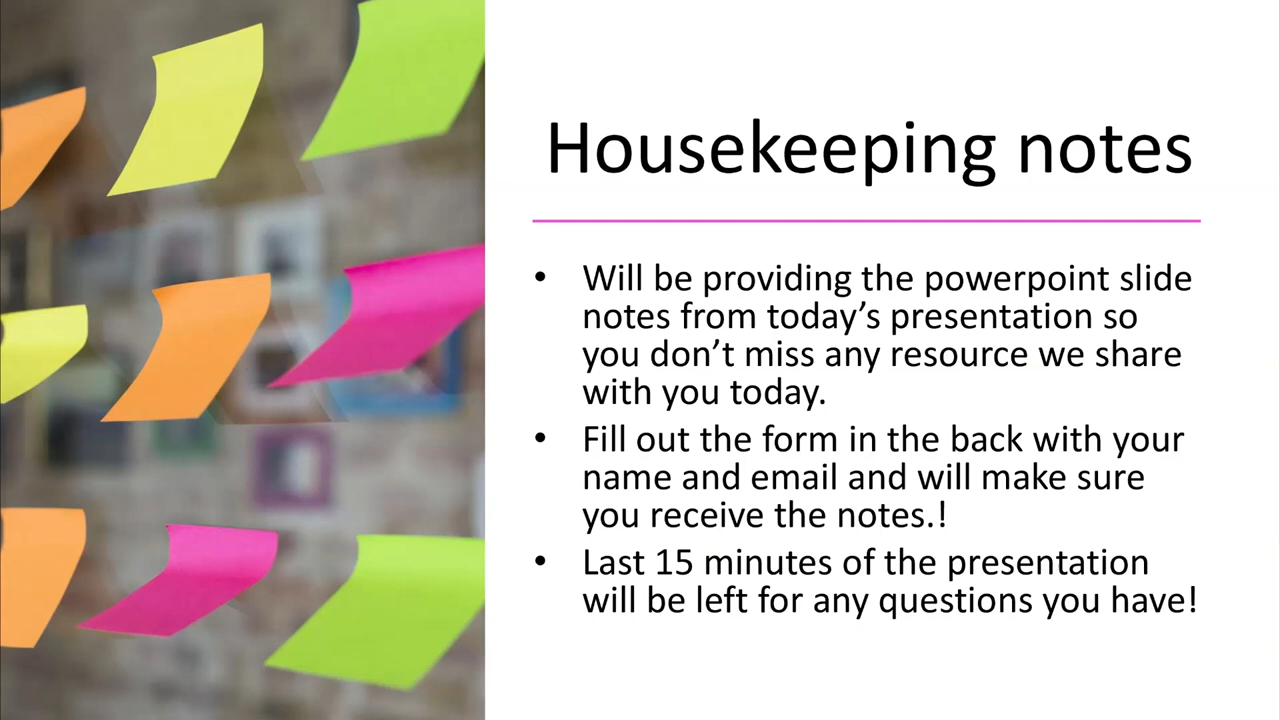 Housekeeping notes
• Will be providing the powerpoint slide
notes from today’s presentation so
you don’t miss any resource we share
with you today.
• Fill out the form in the back with your
name and email and will make sure
you receive the notes.!
• Last 15 minutes of the presentation
will be left for any questions you have!